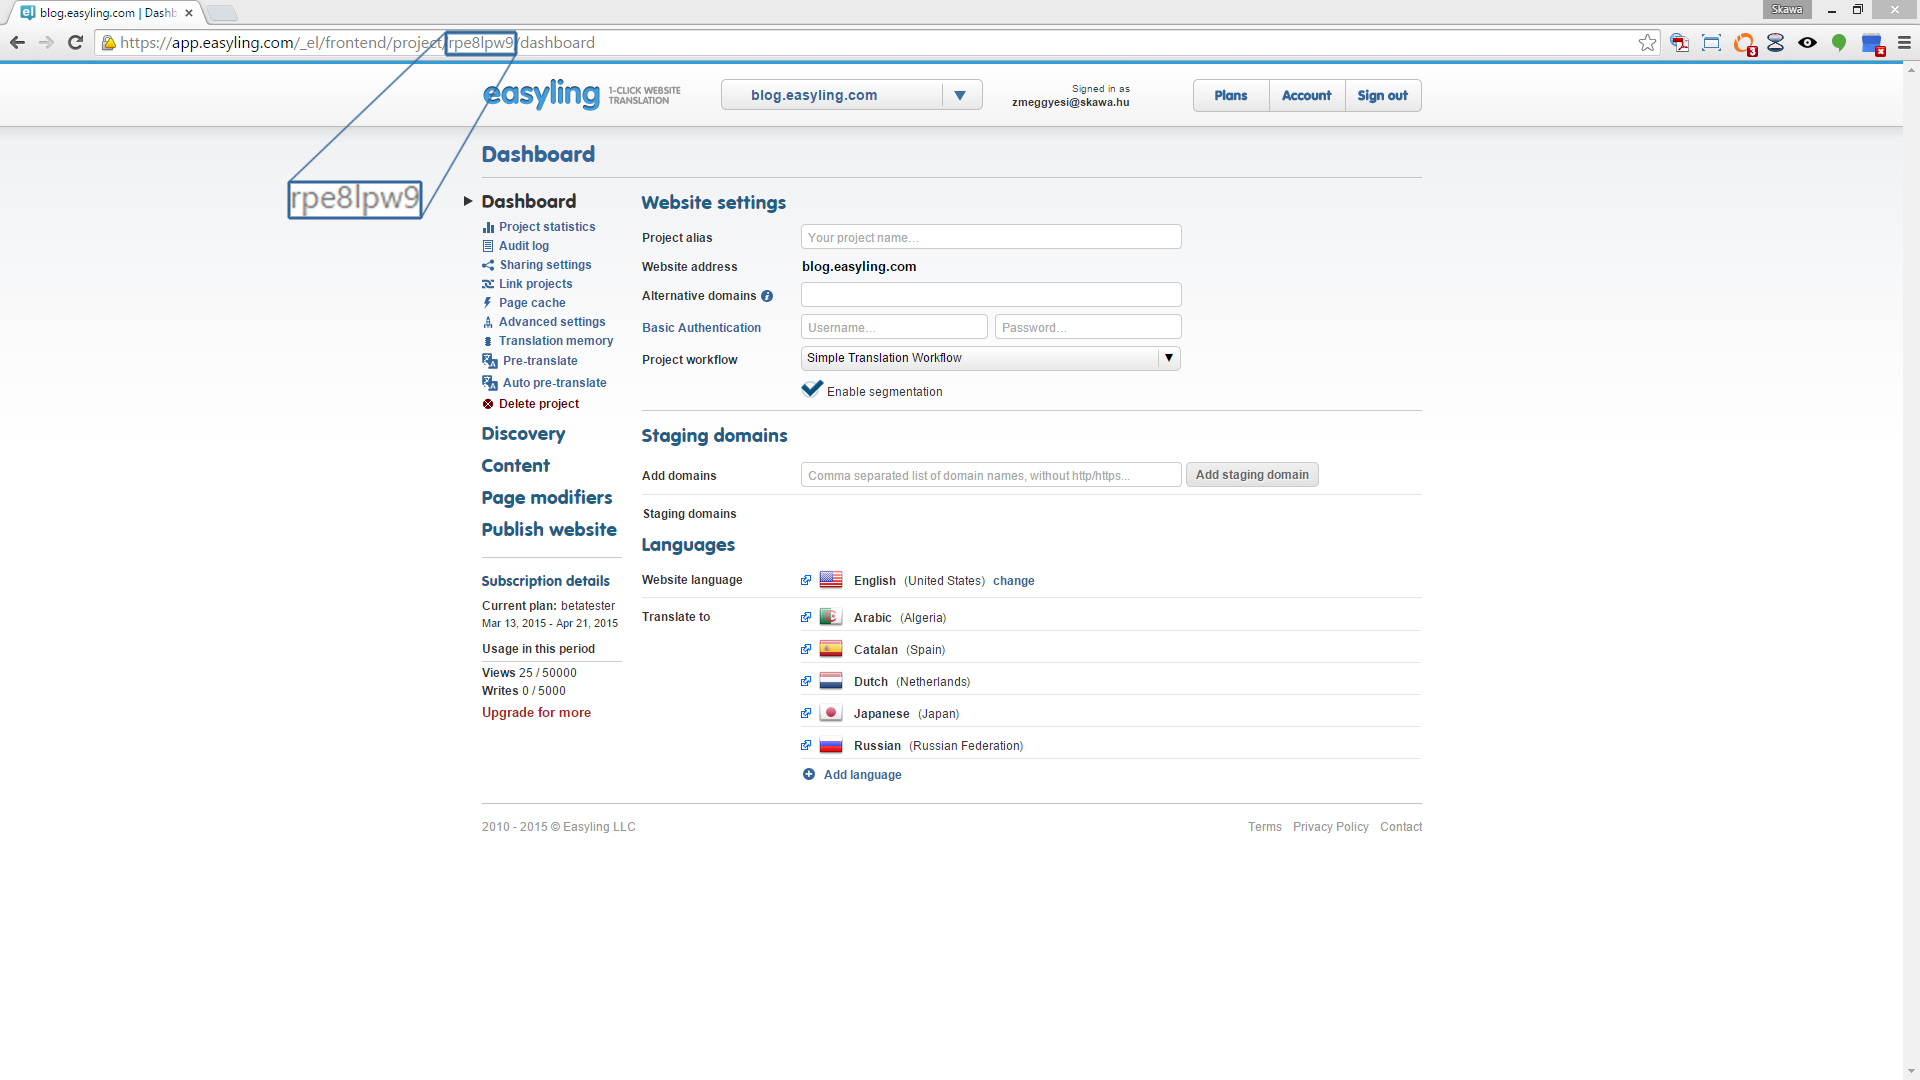 blog.easyling.com | Dashb
Skawa
https://app.easyling.com/_el/frontend/project/rpe8lpw9/dashboard
3
rpe8lpw9
easyling
1-CLICK WEBSITE
TRANSLATION
blog.easyling.com
Signed in as
zmeggyesi@skawa.hu
Plans
Account
Sign out
Dashboard
Dashboard
Project statistics
Audit log
Sharing settings
Link projects
Page cache
Advanced settings
Translation memory
Pre-translate
Auto pre-translate
Delete project
Discovery
Content
Page modifiers
Publish website
Subscription details
Current plan: betatester
Mar 13, 2015 - Apr 21, 2015
Usage in this period
Views 25 / 50000
Writes 0 / 5000
Upgrade for more
Website settings
Project alias Your project name...
Website address blog.easyling.com
Alternative domains
Basic Authentication Username... Password...
Project workflow Simple Translation Workflow
Enable segmentation
Staging domains
Add domains Comma separated list of domain names, without http/https... Add staging domain
Staging domains
Languages
Website language English (United States) change
Translate to Arabic (Algeria)
Catalan (Spain)
Dutch (Netherlands)
Japanese (Japan)
Russian (Russian Federation)
Add language
2010 - 2015 © Easyling LLC
Terms Privacy Policy Contact